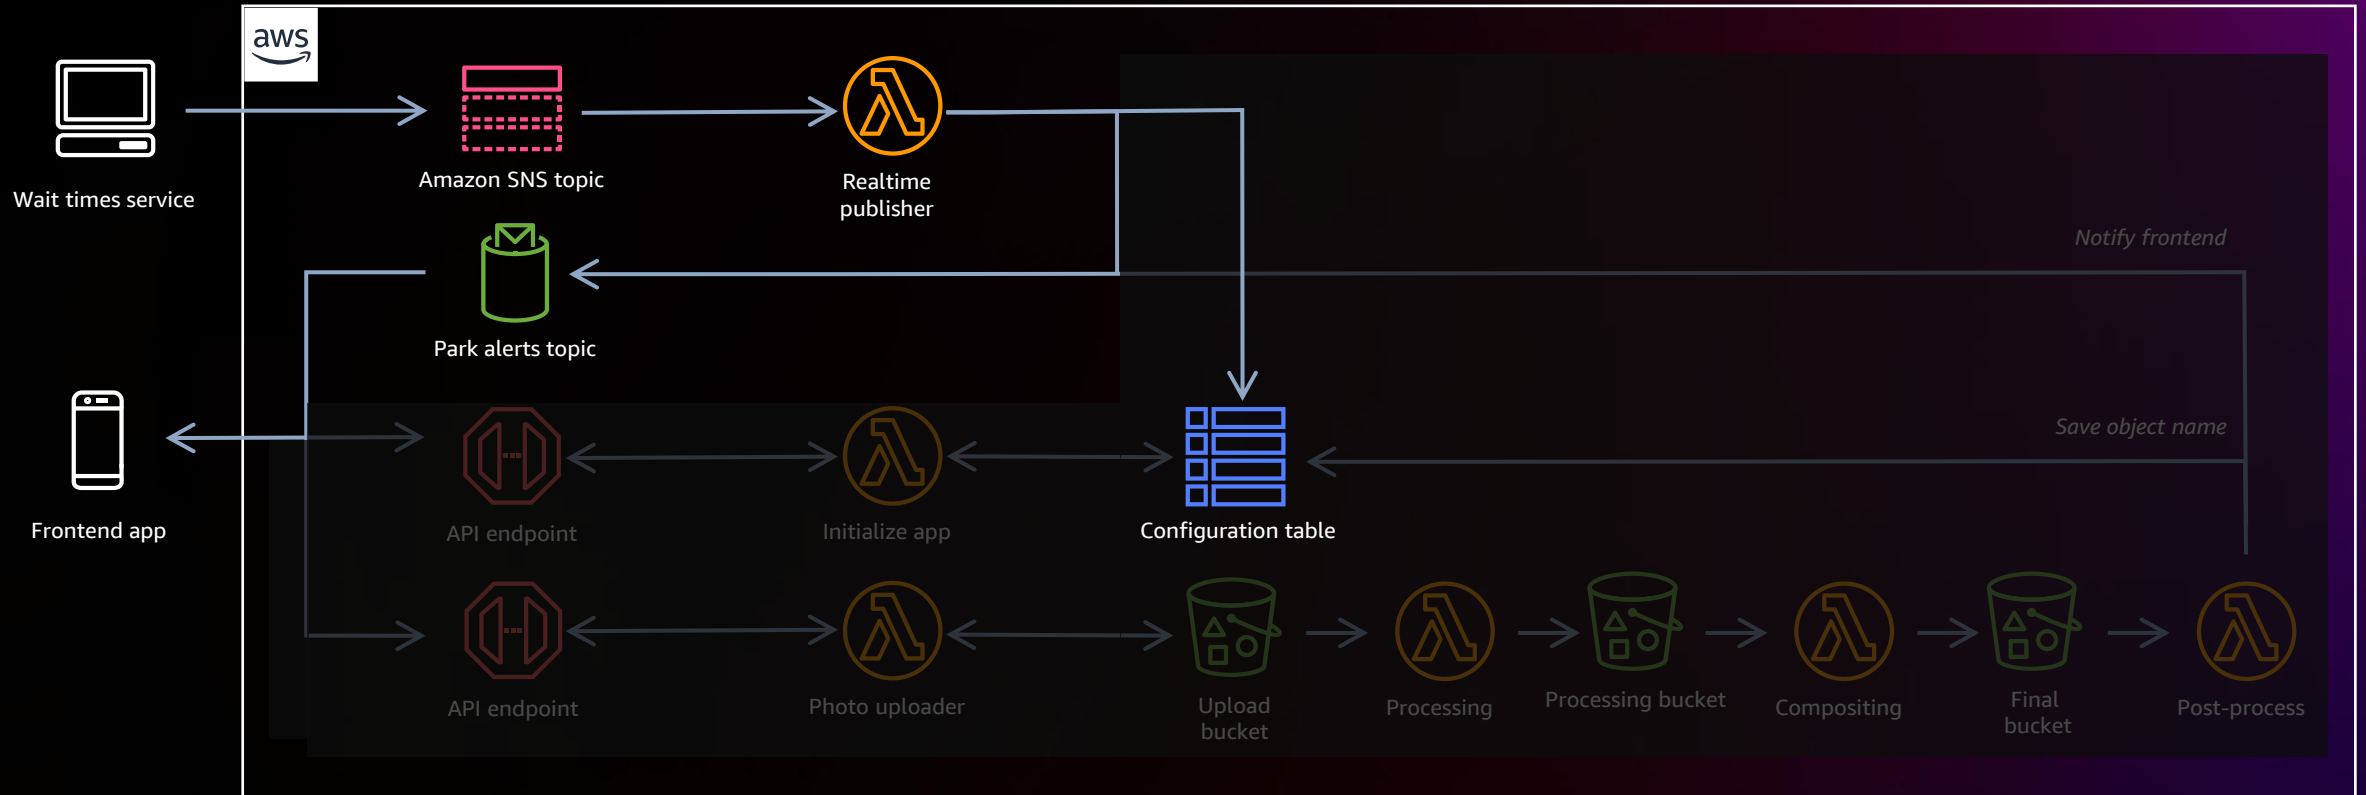 aws
Amazon SNS topic
Realtime
publisher
Wait times service
Notify frontend
Park alerts topic
Save object name
Frontend app
API endpoint
Initialize app
Configuration table
API endpoint
Photo uploader
Upload
bucket
Processing
Processing bucket
Compositing
Final
bucket
Post-process